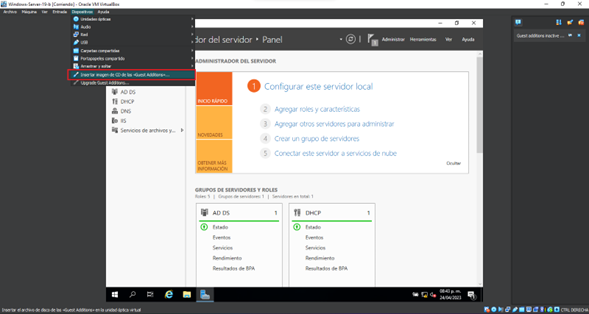 Windows-Server-19-k [Corriendo] - Oracle VM VirtualBox
Archivo Máquina Ver Entrada Dispositivos Ayuda
Unidades ópticas
Audio
Red
USB
Carpetas compartidas
Portapapeles compartido
Arrastrar y soltar
Insertar imagen de CD de las «Guest Additions»...
Upgrade Guest Additions...
dor del servidor • Panel
Administrar Herramientas Ver Ayuda
Guest additions inactive
AD DS
DHCP
DNS
IIS
Servicios de archivos y...
ADMINISTRADOR DEL SERVIDOR
INICIO RÁPIDO
NOVEDADES
OBTENER MÁS
INFORMACIÓN
1 Configurar este servidor local
2 Agregar roles y características
3 Agregar otros servidores para administrar
4 Crear un grupo de servidores
5 Conectar este servidor a servicios de nube
Ocultar
GRUPOS DE SERVIDORES Y ROLES
Roles: 5 | Grupos de servidores: 1 | Servidores en total: 1
AD DS 1
Estado
Eventos
Servicios
Rendimiento
Resultados de BPA
DHCP 1
Estado
Eventos
Servicios
Rendimiento
Resultados de BPA
08:40 p. m.
24/04/2023
Insertar el archivo de disco de las «Guest Additions» en la unidad óptica virtual
CTRL DERECHA